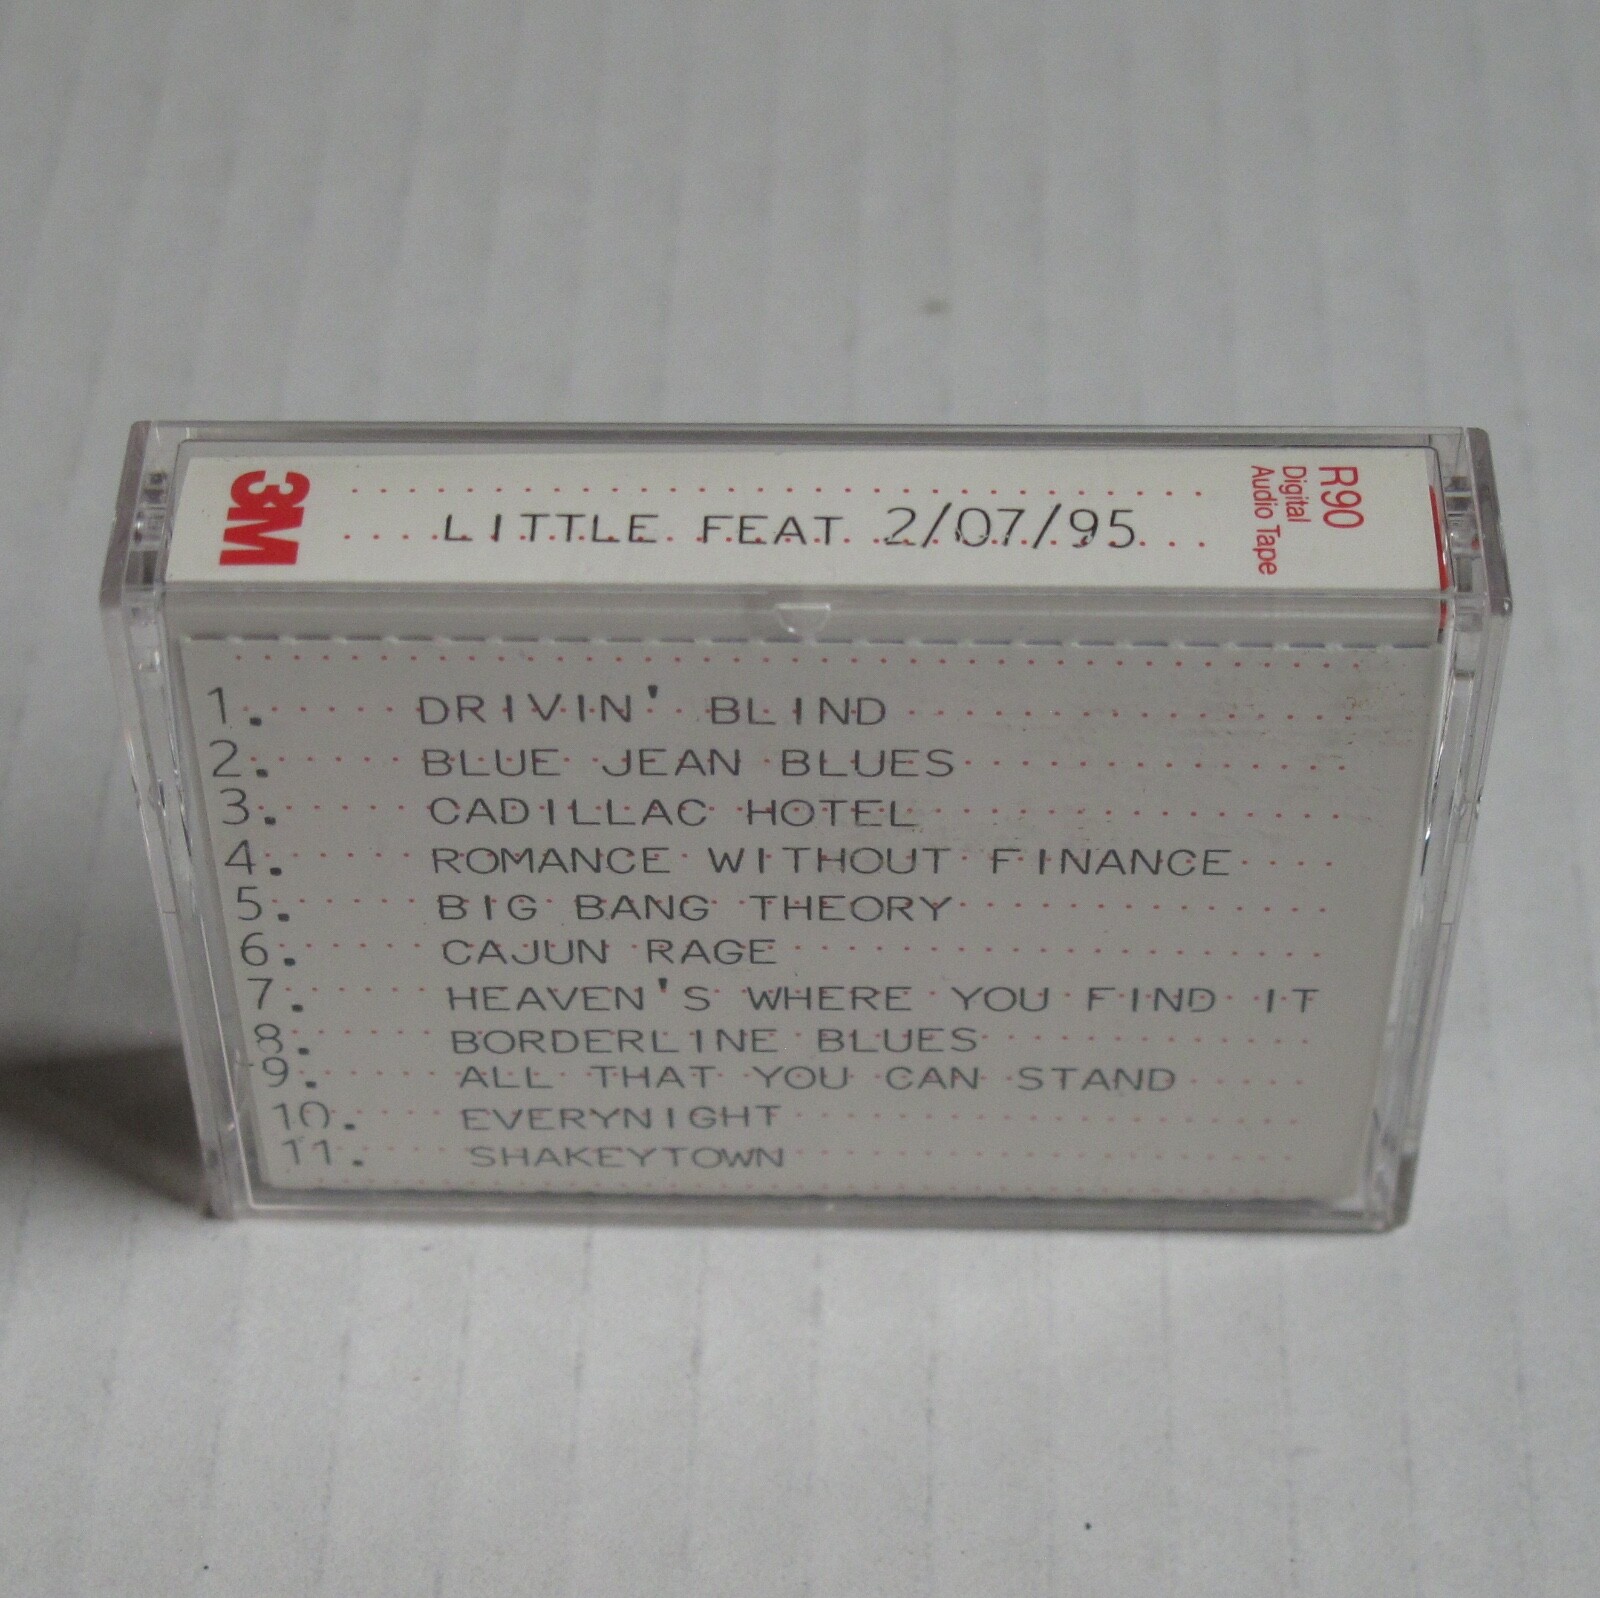 3M
LITTLE FEAT 2/07/95
R90
Digital
Audio Tape
1. DRIVIN' BLIND
2. BLUE JEAN BLUES
3. CADILLAC HOTEL
4. ROMANCE WITHOUT FINANCE
5. BIG BANG THEORY
6. CAJUN RAGE
7. HEAVEN'S WHERE YOU FIND IT
8. BORDERLINE BLUES
9. ALL THAT YOU CAN STAND
10. EVERYNIGHT
11. SHAKEYTOWN